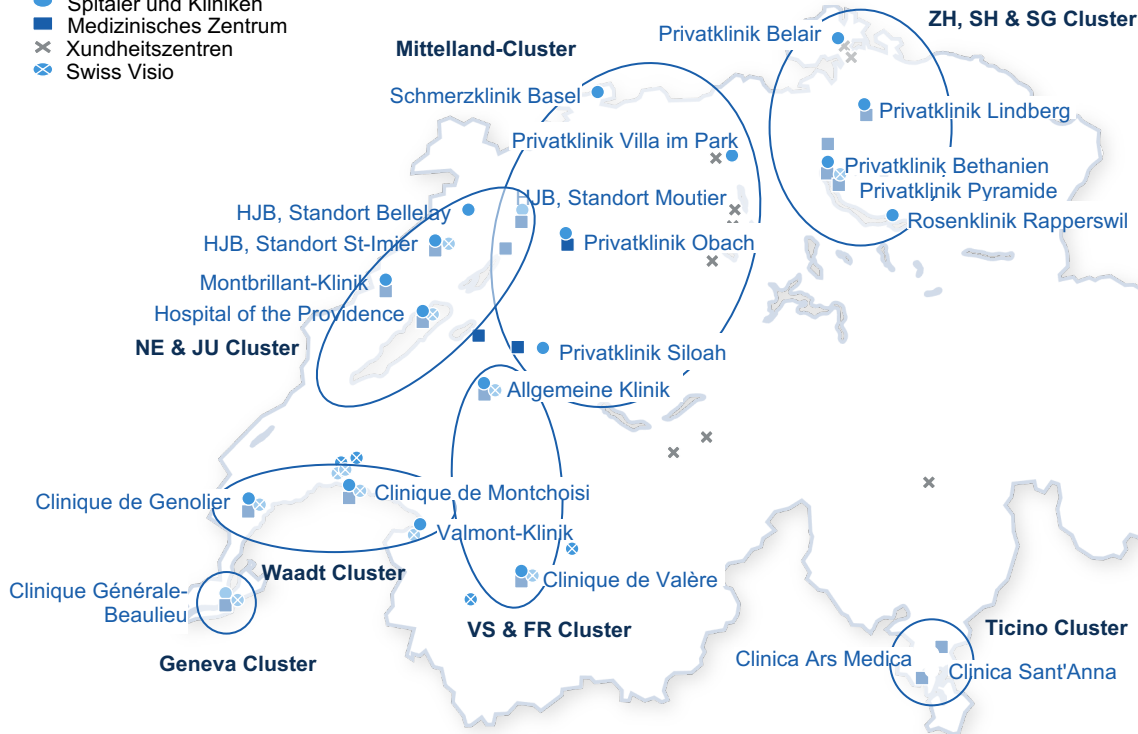 Spitäler und Kliniken
Medizinisches Zentrum
Xundheitszentren
Swiss Visio
ZH, SH & SG Cluster
Privatklinik Belair
Mittelland-Cluster
Schmerzklinik Basel
Privatklinik Lindberg
Privatklinik Villa im Park
Privatklinik Bethanien
Privatklinik Pyramide
HJB, Standort Moutier
HJB, Standort Bellelay
Rosenklinik Rapperswil
HJB, Standort St-Imier
Privatklinik Obach
Montbrillant-Klinik
Hospital of the Providence
NE & JU Cluster
Privatklinik Siloah
Allgemeine Klinik
Clinique de Genolier
Clinique de Montchoisi
Valmont-Klinik
Waadt Cluster
Clinique de Valère
Clinique Générale-
Beaulieu
VS & FR Cluster
Ticino Cluster
Geneva Cluster
Clinica Ars Medica
Clinica Sant'Anna